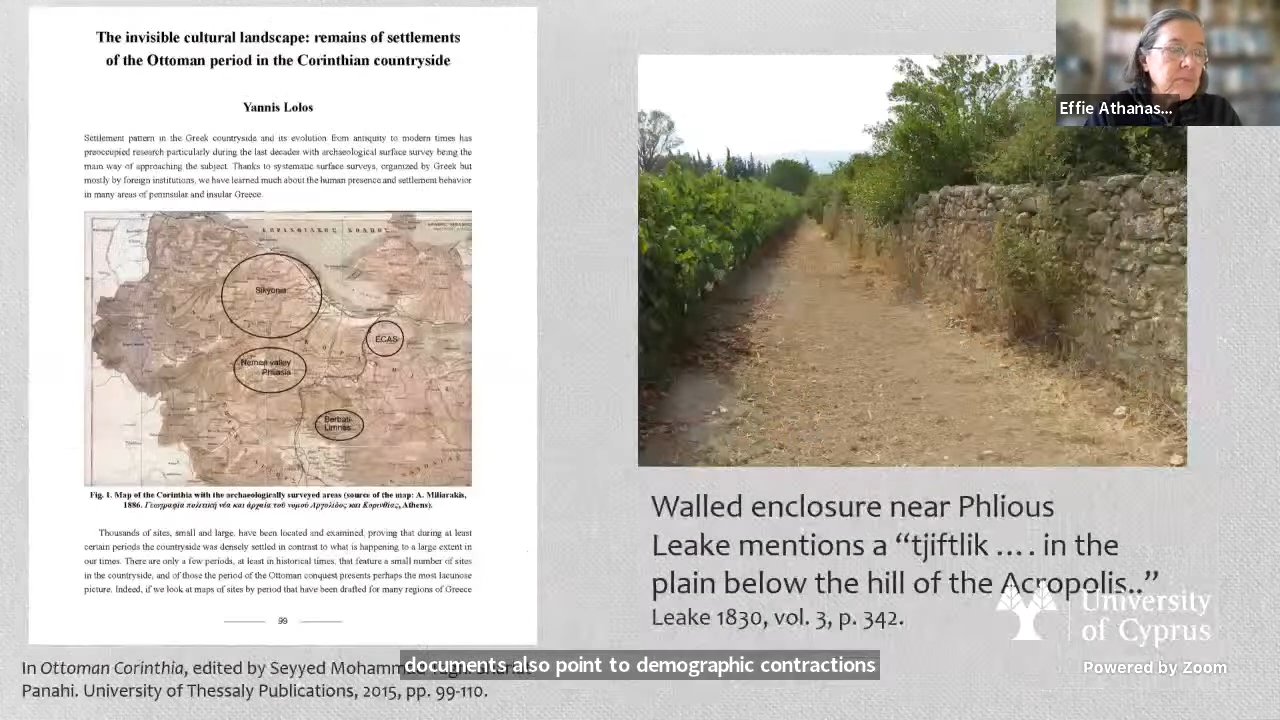 The invisible cultural landscape: remains of settlements
of the Ottoman period in the Corinthian countryside
Yannis Lolos
Settlement pattern in the Greek countryside and its evolution from antiquity to modern times has
preoccupied research particularly during the last decades with archaeological surface survey being the
main way of approaching the subject. Thanks to systematic surface surveys, organized by Greek but
mostly by foreign institutions, we have learned much about the human presence and settlement behavior
in many areas of peninsular and insular Greece.
Sikyonia
ECAS
Nemea valley
Phliasia
Berbati-
Limnes
Fig. 1. Map of the Corinthia with the archaeologically surveyed areas (source of the map: A. Miliarakis,
1886. Γεωγραφία πολιτική νέα και αρχαία του νομού Αργολίδος και Κορινθίας, Athens).
Thousands of sites, small and large, have been located and examined, proving that during at least
certain periods the countryside was densely settled in contrast to what is happening to a large extent in
our times. There are only a few periods, at least in historical times, that feature a small number of sites
in the countryside, and of those the period of the Ottoman conquest presents perhaps the most lacunose
picture. Indeed, if we look at maps of sites by period that have been drafted for many regions of Greece
99
In Ottoman Corinthia, edited by Seyyed Mohammad
Panahi. University of Thessaly Publications, 2015, pp. 99-110.
Effie Athanas...
Walled enclosure near Phlious
Leake mentions a “tjiftlik .... in the
plain below the hill of the Acropolis..”
Leake 1830, vol. 3, p. 342.
University
of Cyprus
Powered by Zoom
documents also point to demographic contractions